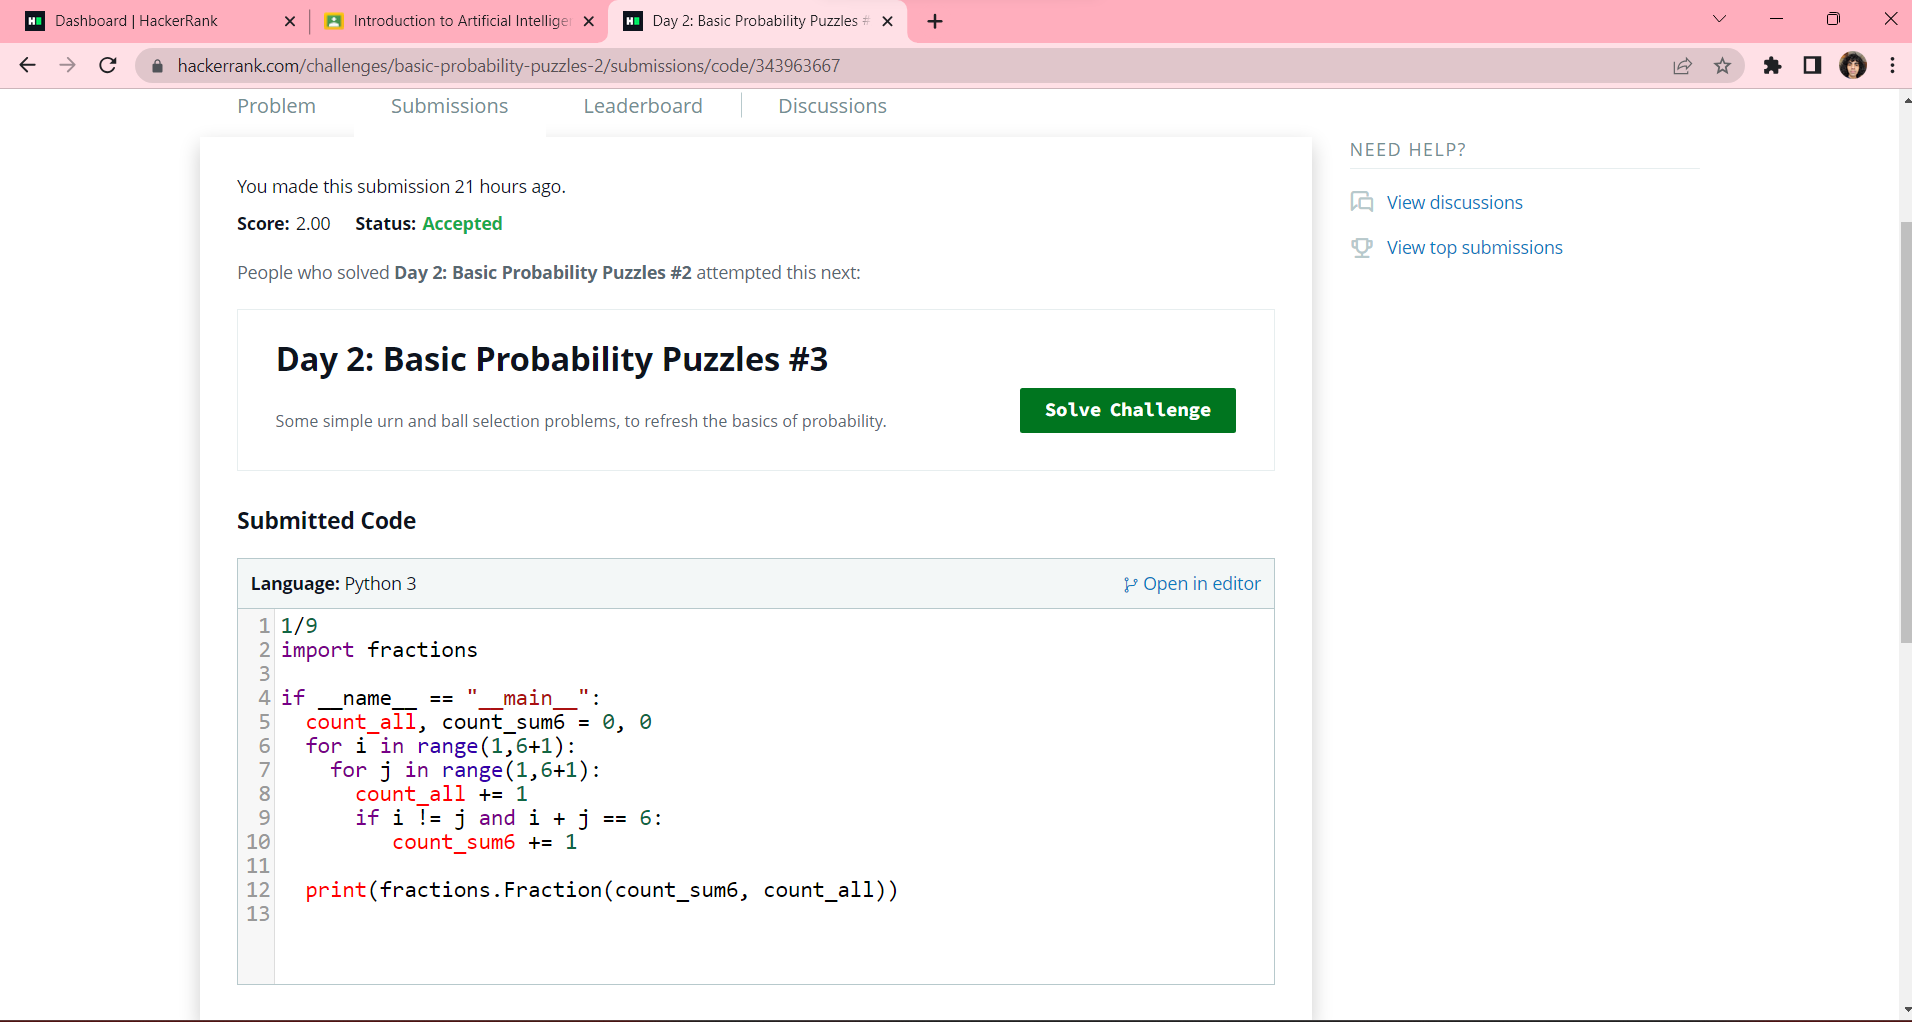 Dashboard | HackerRank
Introduction to Artificial Intelliger
Day 2: Basic Probability Puzzles #
hackerrank.com/challenges/basic-probability-puzzles-2/submissions/code/343963667
Problem
Submissions
Leaderboard
Discussions
You made this submission 21 hours ago.
Score: 2.00 Status: Accepted
People who solved Day 2: Basic Probability Puzzles #2 attempted this next:
Day 2: Basic Probability Puzzles #3
Some simple urn and ball selection problems, to refresh the basics of probability.
Solve Challenge
Submitted Code
Language: Python 3
Open in editor
1 1/9
2 import fractions
3
4 if __name__ == "__main__":
5   count_all, count_sum6 = 0, 0
6   for i in range(1,6+1):
7     for j in range(1,6+1):
8       count_all += 1
9       if i != j and i + j == 6:
10          count_sum6 += 1
11
12   print(fractions.Fraction(count_sum6, count_all))
13
NEED HELP?
View discussions
View top submissions